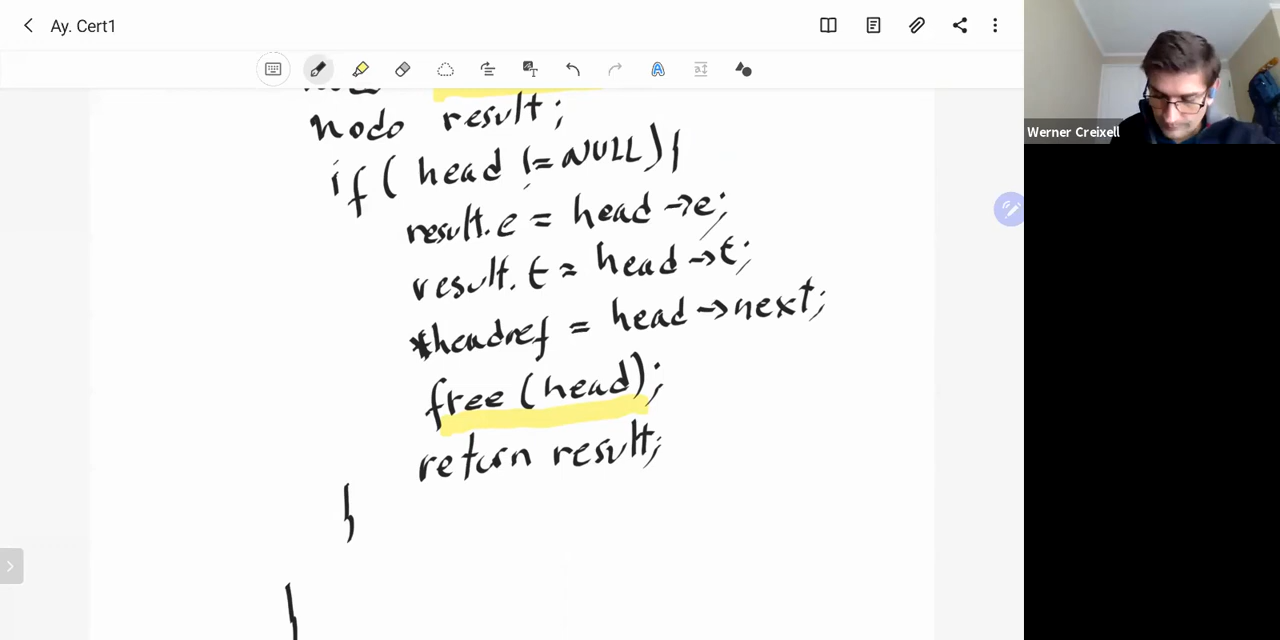 Ay. Cert1
Werner Creixell
nodo result;
if ( head != NULL) {
result.e = head->e;
result.t = head->t;
*headref = head->next;
free (head);
return result;
}
}